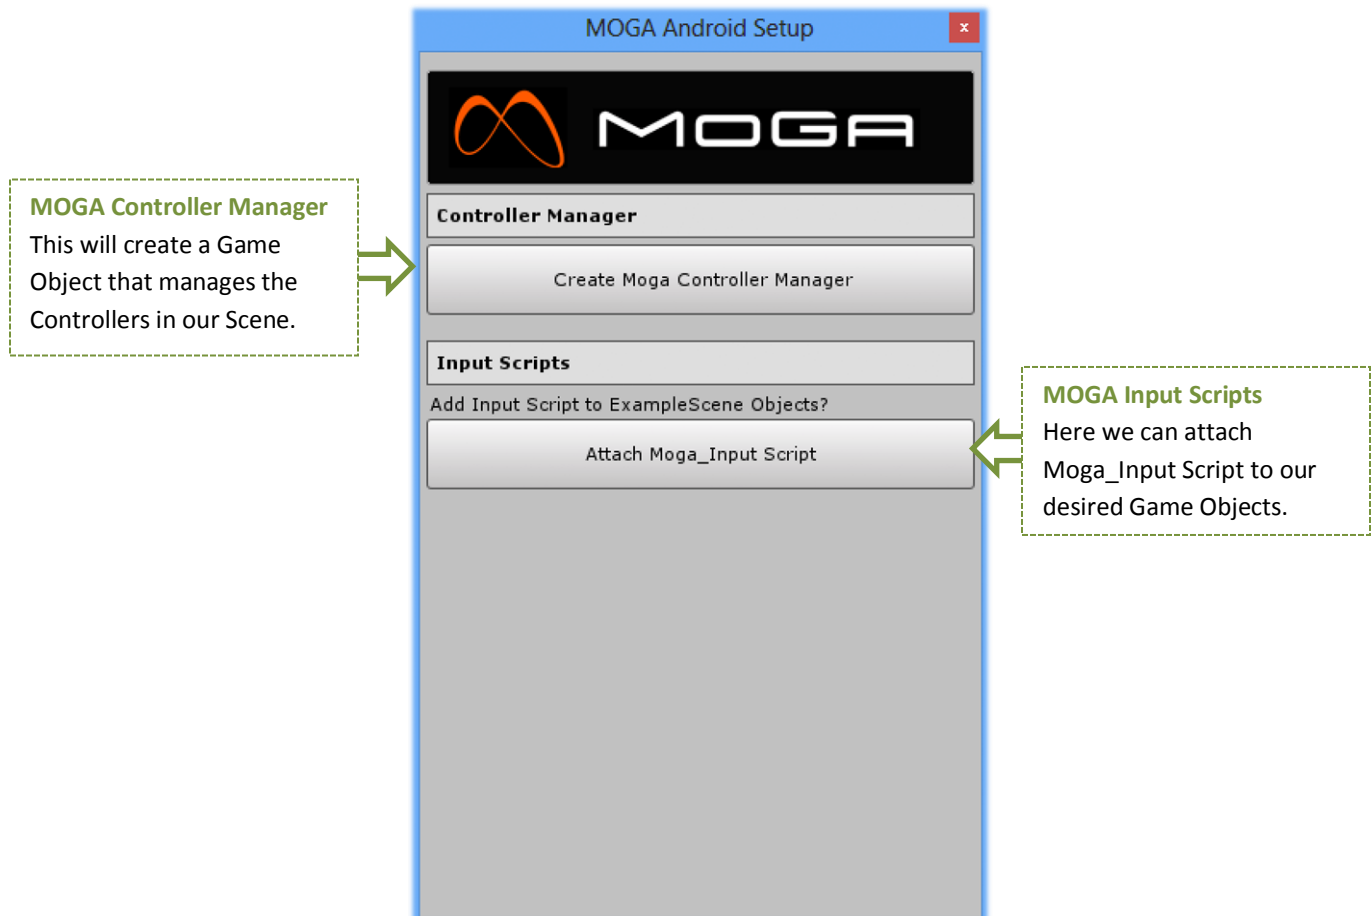 MOGA Android Setup
x
MOGA
MOGA Controller Manager
This will create a Game
Object that manages the
Controllers in our Scene.
Controller Manager
Create Moga Controller Manager
Input Scripts
Add Input Script to ExampleScene Objects?
Attach Moga_Input Script
MOGA Input Scripts
Here we can attach
Moga_Input Script to our
desired Game Objects.